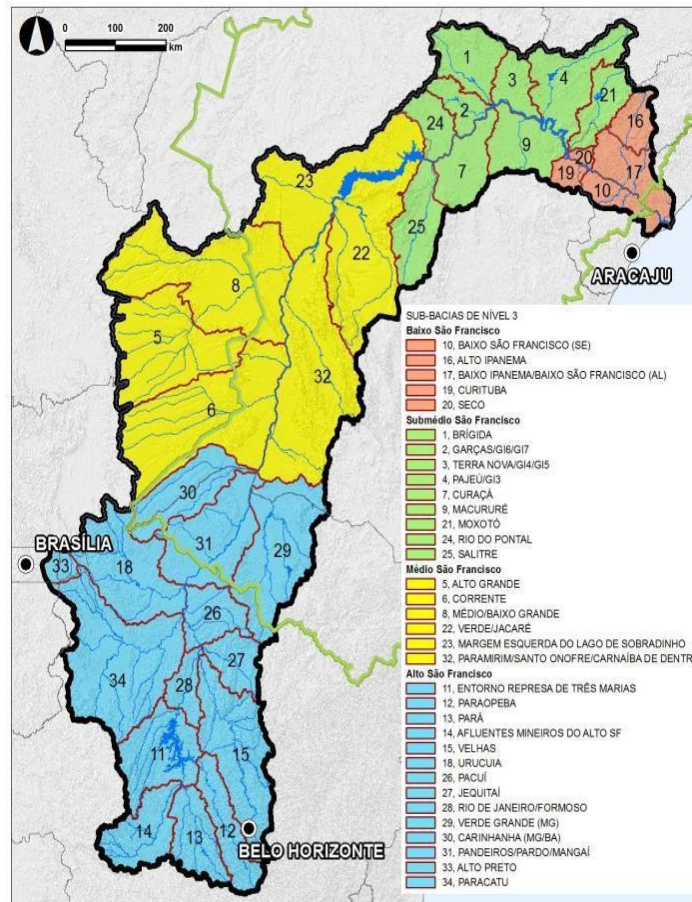 0 100 200
km
1
3
4
21
2
24
16
9
7
20
19
17
10
23
25
22
8
ARACAJU
5
32
6
30
31
29
BRASÍLIA
33
18
26
27
34
28
11
15
14
13
12
BELO HORIZONTE
SUB-BACIAS DE NÍVEL 3
Baixo São Francisco
10, BAIXO SÃO FRANCISCO (SE)
16, ALTO IPANEMA
17, BAIXO IPANEMA/BAIXO SÃO FRANCISCO (AL)
19, CURITUBA
20, SECO
Submédio São Francisco
1, BRÍGIDA
2, GARÇAS/GI6/GI7
3, TERRA NOVA/GI4/GI5
4, PAJEÚ/GI3
7, CURAÇÁ
9, MACURURÉ
21, MOXOTÓ
24, RIO DO PONTAL
25, SALITRE
Médio São Francisco
5, ALTO GRANDE
6, CORRENTE
8, MÉDIO/BAIXO GRANDE
22, VERDE/JACARÉ
23, MARGEM ESQUERDA DO LAGO DE SOBRADINHO
32, PARAMIRIM/SANTO ONOFRE/CARNAÍBA DE DENTR
Alto São Francisco
11, ENTORNO REPRESA DE TRÊS MARIAS
12, PARAOPEBA
13, PARÁ
14, AFLUENTES MINEIROS DO ALTO SF
15, VELHAS
18, URUCUIA
26, PACUÍ
27, JEQUITAÍ
28, RIO DE JANEIRO/FORMOSO
29, VERDE GRANDE (MG)
30, CARINHANHA (MG/BA)
31, PANDEIROS/PARDO/MANGAÍ
33, ALTO PRETO
34, PARACATU